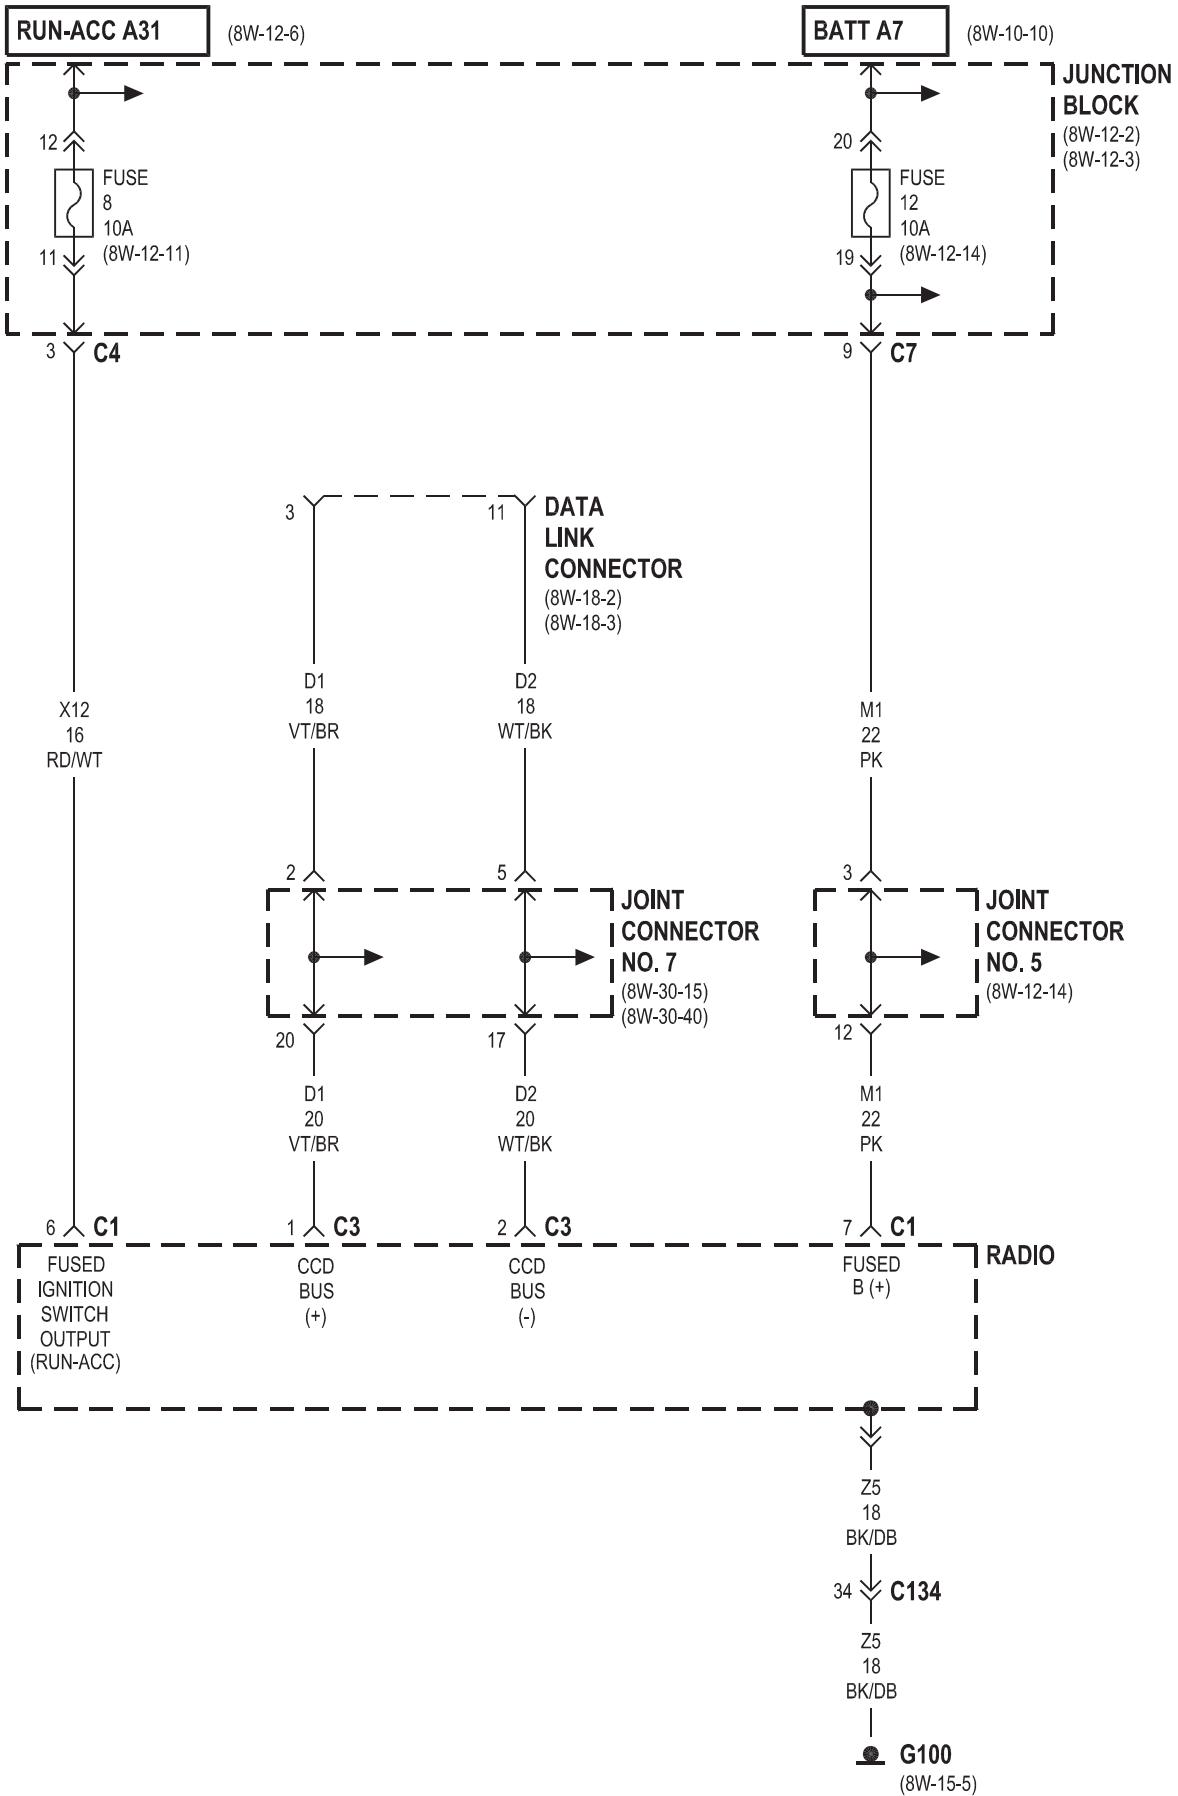 RUN-ACC A31 (8W-12-6)
BATT A7 (8W-10-10)
JUNCTION
BLOCK
(8W-12-2)
(8W-12-3)
12
FUSE
8
10A
(8W-12-11)
11
20
FUSE
12
10A
(8W-12-14)
19
3 C4
9 C7
3
11
DATA
LINK
CONNECTOR
(8W-18-2)
(8W-18-3)
X12
16
RD/WT
D1
18
VT/BR
D2
18
WT/BK
M1
22
PK
2
5
JOINT
CONNECTOR
NO. 7
(8W-30-15)
(8W-30-40)
3
JOINT
CONNECTOR
NO. 5
(8W-12-14)
20
17
12
D1
20
VT/BR
D2
20
WT/BK
M1
22
PK
6 C1
1 C3
2 C3
7 C1
RADIO
FUSED
IGNITION
SWITCH
OUTPUT
(RUN-ACC)
CCD
BUS
(+)
CCD
BUS
(-)
FUSED
B (+)
Z5
18
BK/DB
34 C134
Z5
18
BK/DB
G100
(8W-15-5)